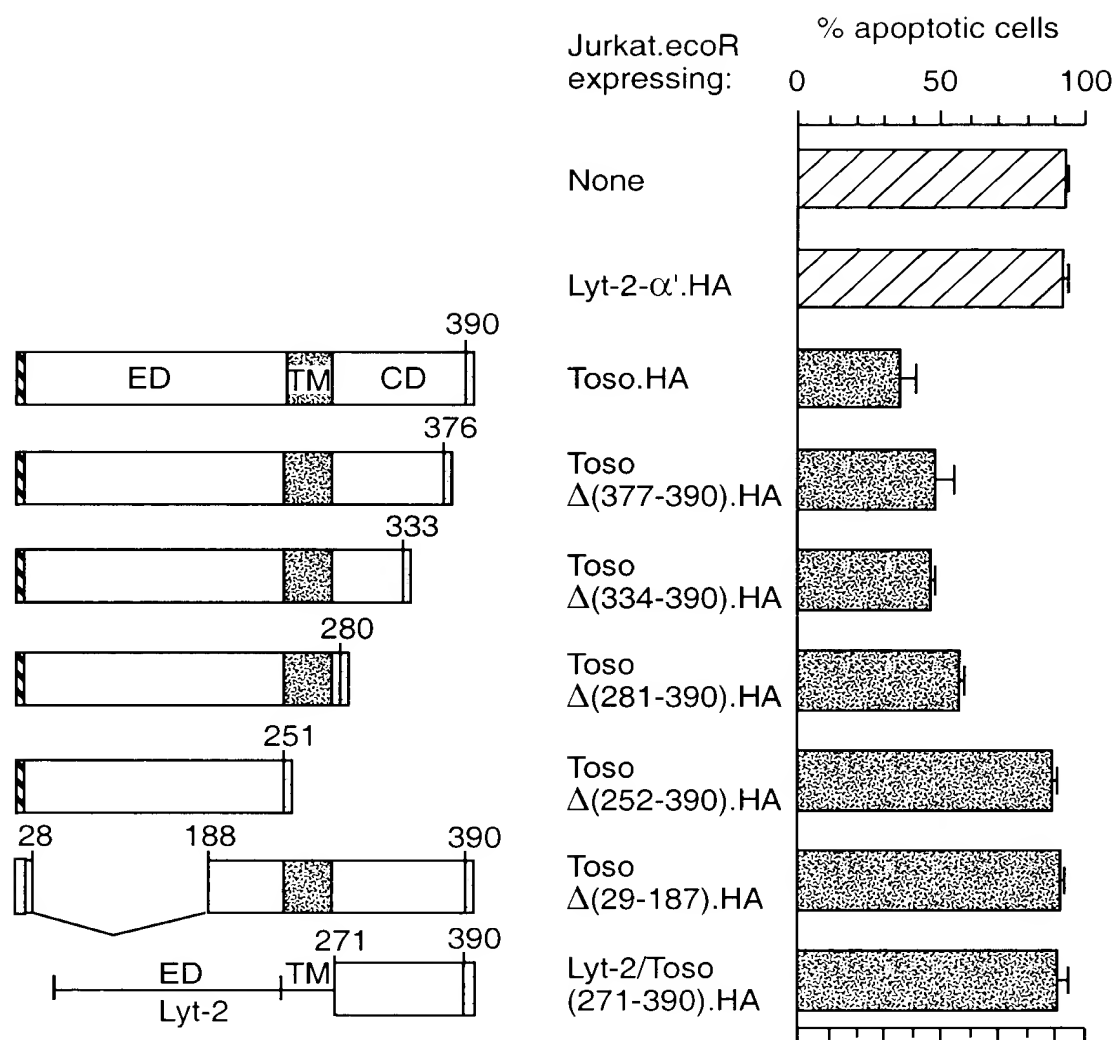 Jurkat.ecoR
expressing:
% apoptotic cells
0 50 100
None
Lyt-2-α'.HA
390
ED TM CD
Toso.HA
376
Toso
Δ(377-390).HA
333
Toso
Δ(334-390).HA
280
Toso
Δ(281-390).HA
251
Toso
Δ(252-390).HA
28 188 390
Toso
Δ(29-187).HA
271 390
ED TM
Lyt-2
Lyt-2/Toso
(271-390).HA